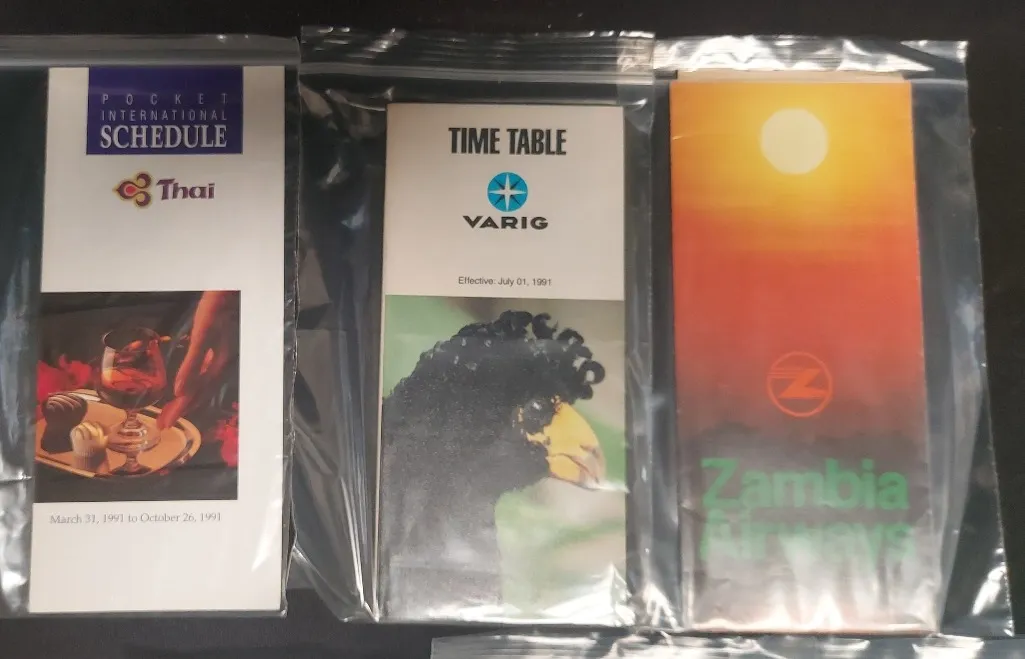 POCKET
INTERNATIONAL
SCHEDULE
Thai
March 31, 1991 to October 26, 1991
TIME TABLE
VARIG
Effective: July 01, 1991
Z
Zambia
Airways